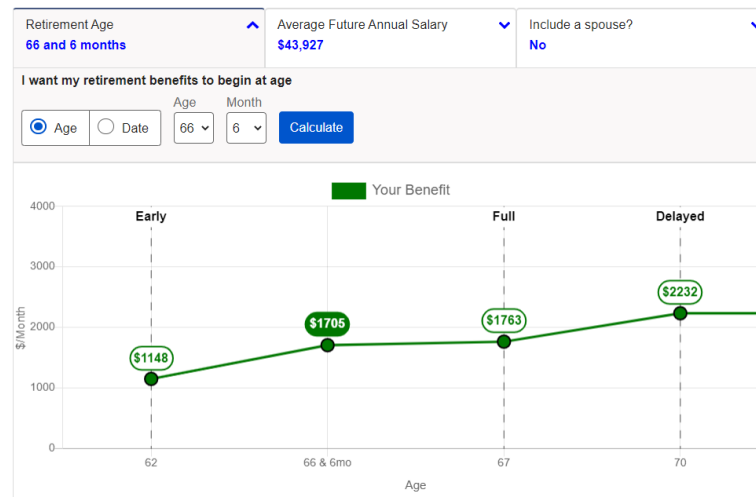 Retirement Age
66 and 6 months
Average Future Annual Salary
$43,927
Include a spouse?
No
I want my retirement benefits to begin at age
Age Month
Age Date 66 6 Calculate
Your Benefit
Early Full Delayed
4000
3000
2000
1000
0
$/Month
$1148
$1705
$1763
$2232
62 66 & 6mo 67 70
Age